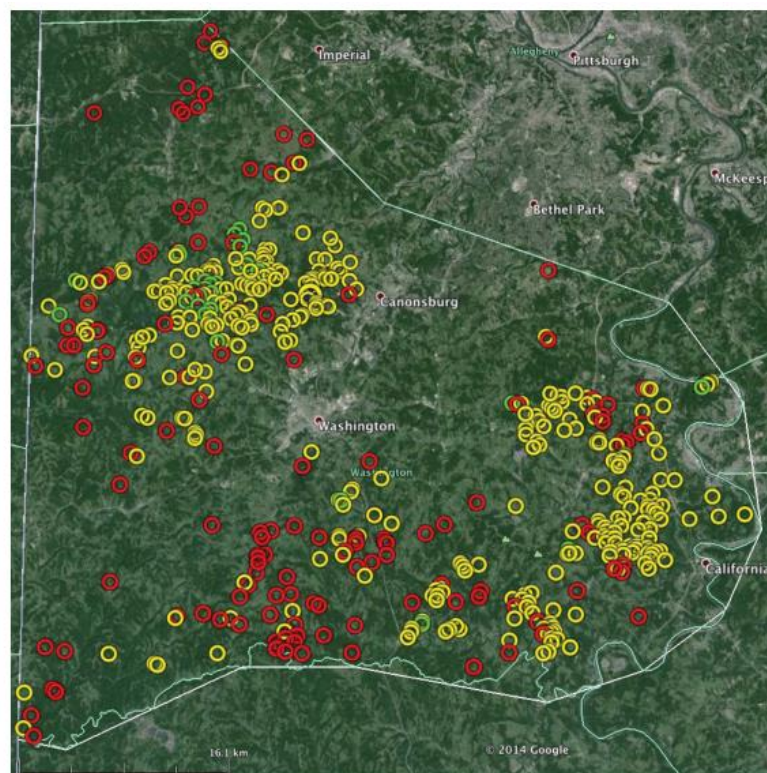 Imperial
Allegheny
Pittsburgh
McKeesp
Bethel Park
Canonsburg
Washington
Washington
California
16.1 km
© 2014 Google